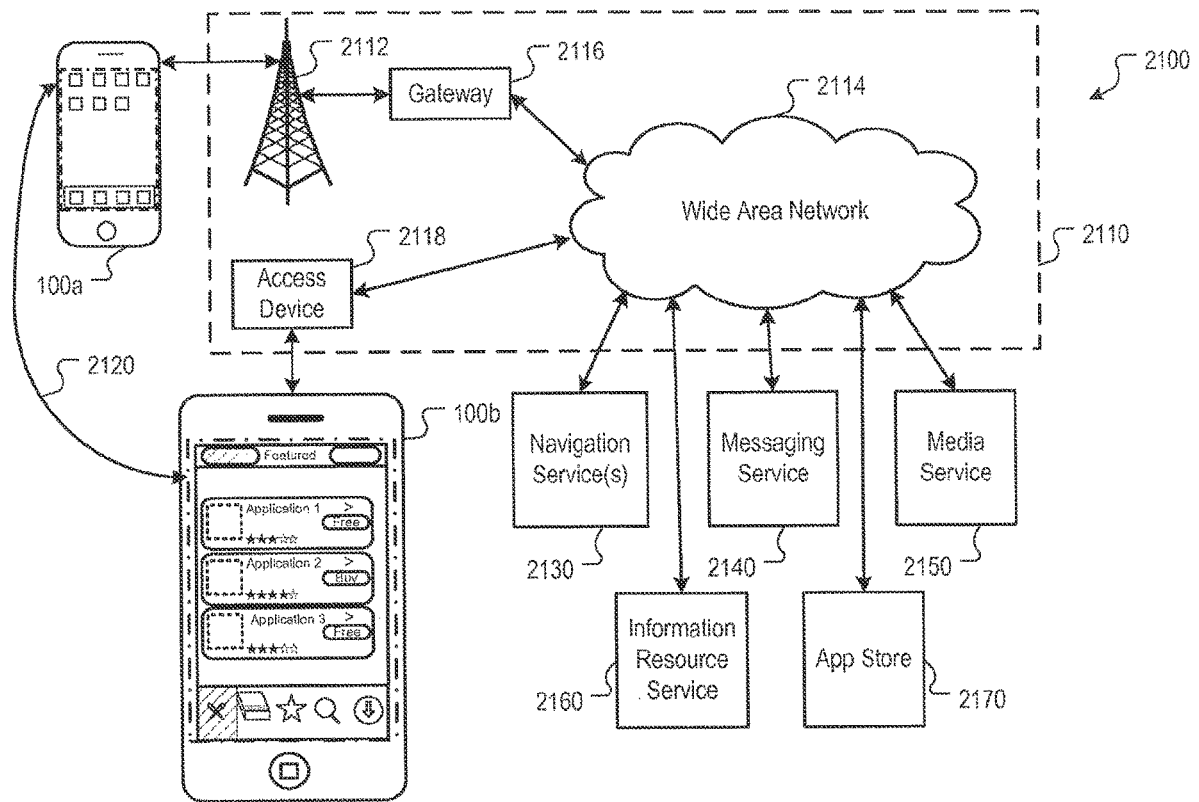 2112
2116
2100
Gateway
2114
Wide Area Network
2118
2110
100a
Access
Device
2120
100b
Featured
Navigation
Service(s)
Messaging
Service
Media
Service
Application 1
>
Free
★★★☆☆
Application 2
>
Buy
★★★★☆
2130
2140
2150
Application 3
>
Free
★★★☆☆
Information
Resource
Service
App Store
2160
2170